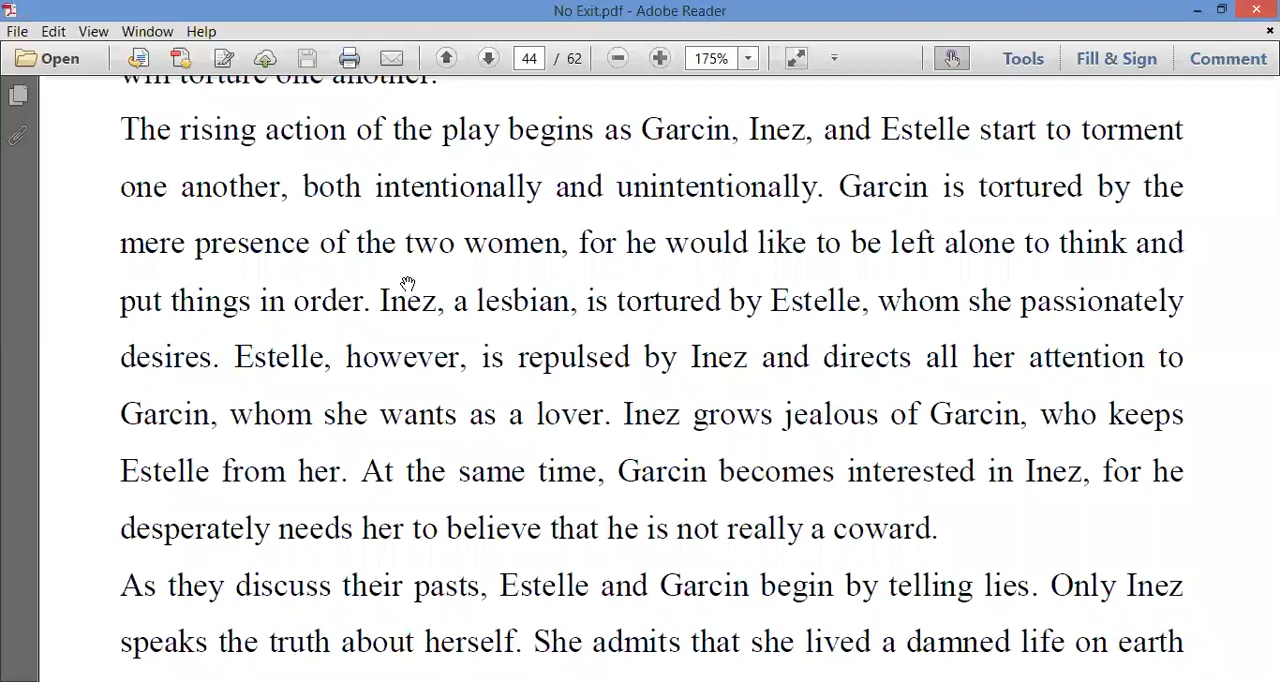 No Exit.pdf - Adobe Reader
File Edit View Window Help
Open 44 / 62 175% Tools Fill & Sign Comment
will torture one another.
The rising action of the play begins as Garcin, Inez, and Estelle start to torment
one another, both intentionally and unintentionally. Garcin is tortured by the
mere presence of the two women, for he would like to be left alone to think and
put things in order. Inez, a lesbian, is tortured by Estelle, whom she passionately
desires. Estelle, however, is repulsed by Inez and directs all her attention to
Garcin, whom she wants as a lover. Inez grows jealous of Garcin, who keeps
Estelle from her. At the same time, Garcin becomes interested in Inez, for he
desperately needs her to believe that he is not really a coward.
As they discuss their pasts, Estelle and Garcin begin by telling lies. Only Inez
speaks the truth about herself. She admits that she lived a damned life on earth